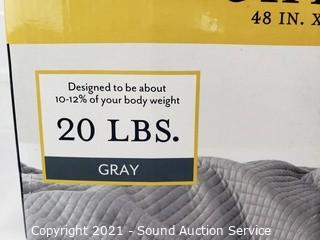 48 IN. X
Designed to be about
10-12% of your body weight
20 LBS.
GRAY
Copyright 2021 - Sound Auction Service